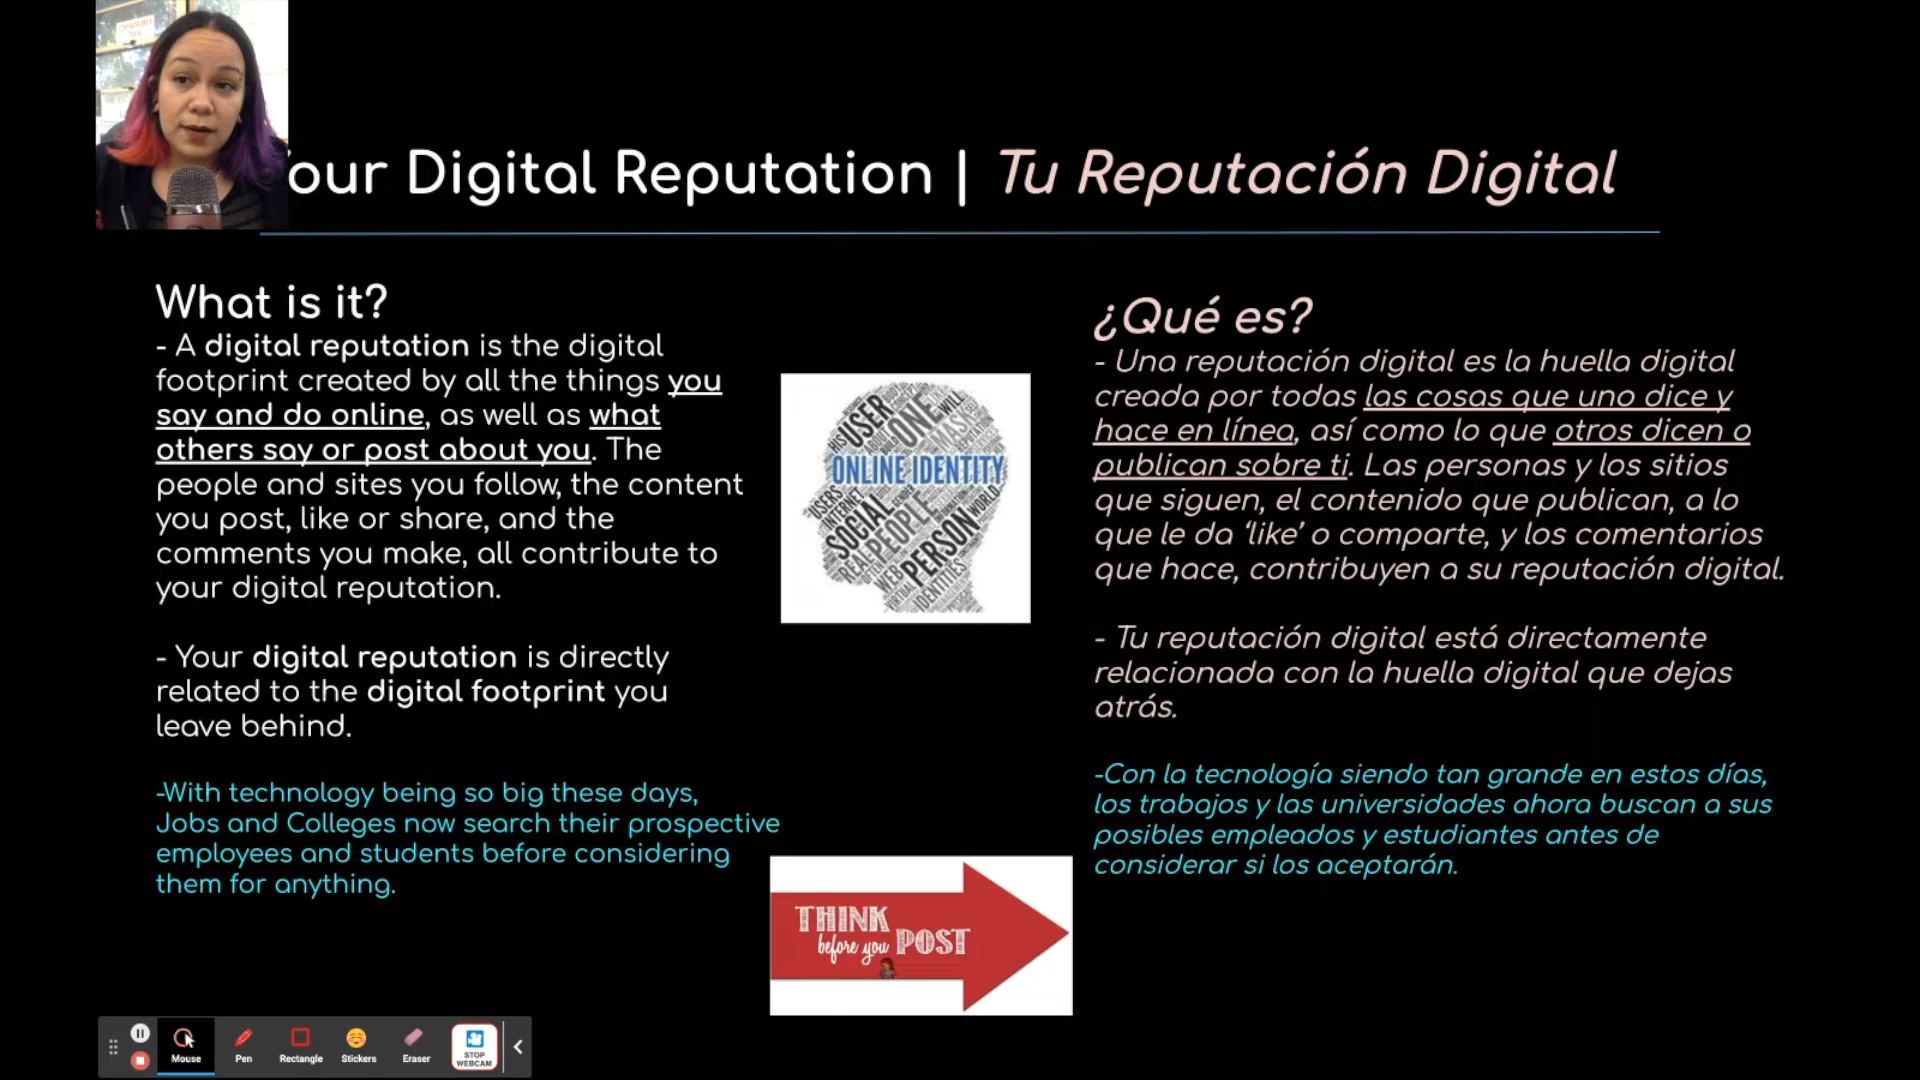 our Digital Reputation | Tu Reputación Digital
What is it?
- A digital reputation is the digital
footprint created by all the things you
say and do online, as well as what
others say or post about you. The
people and sites you follow, the content
you post, like or share, and the
comments you make, all contribute to
your digital reputation.
- Your digital reputation is directly
related to the digital footprint you
leave behind.
-With technology being so big these days,
Jobs and Colleges now search their prospective
employees and students before considering
them for anything.
USER
ONE
WILL
HIS
ONLINE IDENTITY
USERS
INTERNET
SOCIAL
PEOPLE
REAL
WEB
PERSON
WORLD
VIRTUAL
IDENTITIES
THINK
before you POST
¿Qué es?
- Una reputación digital es la huella digital
creada por todas las cosas que uno dice y
hace en línea, así como lo que otros dicen o
publican sobre ti. Las personas y los sitios
que siguen, el contenido que publican, a lo
que le da ‘like’ o comparte, y los comentarios
que hace, contribuyen a su reputación digital.
- Tu reputación digital está directamente
relacionada con la huella digital que dejas
atrás.
-Con la tecnología siendo tan grande en estos días,
los trabajos y las universidades ahora buscan a sus
posibles empleados y estudiantes antes de
considerar si los aceptarán.
Mouse
Pen
Rectangle
Stickers
Eraser
STOP
WEBCAM